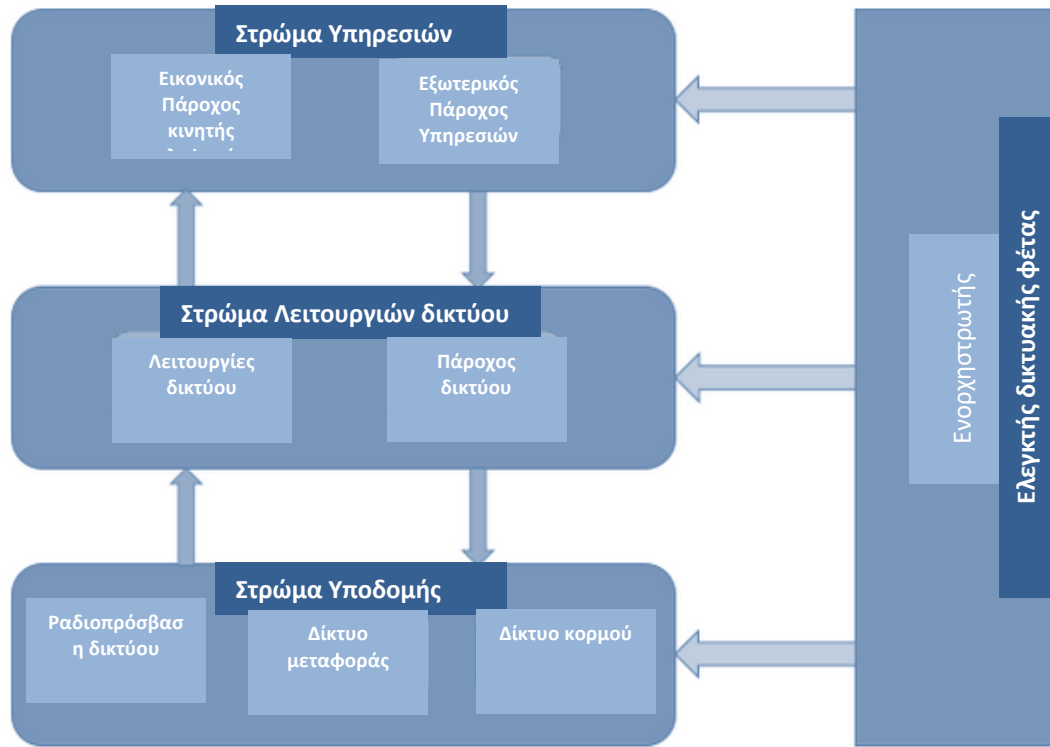 Στρώμα Υπηρεσιών
Εικονικός
Πάροχος
κινητής
Εξωτερικός
Πάροχος
Υπηρεσιών
Στρώμα Λειτουργιών δικτύου
Λειτουργίες
δικτύου
Πάροχος
δικτύου
Στρώμα Υποδομής
Ραδιοπρόσβασ
η δικτύου
Δίκτυο
μεταφοράς
Δίκτυο κορμού
Ενορχηστρωτής
Ελεγκτής δικτυακής φέτας